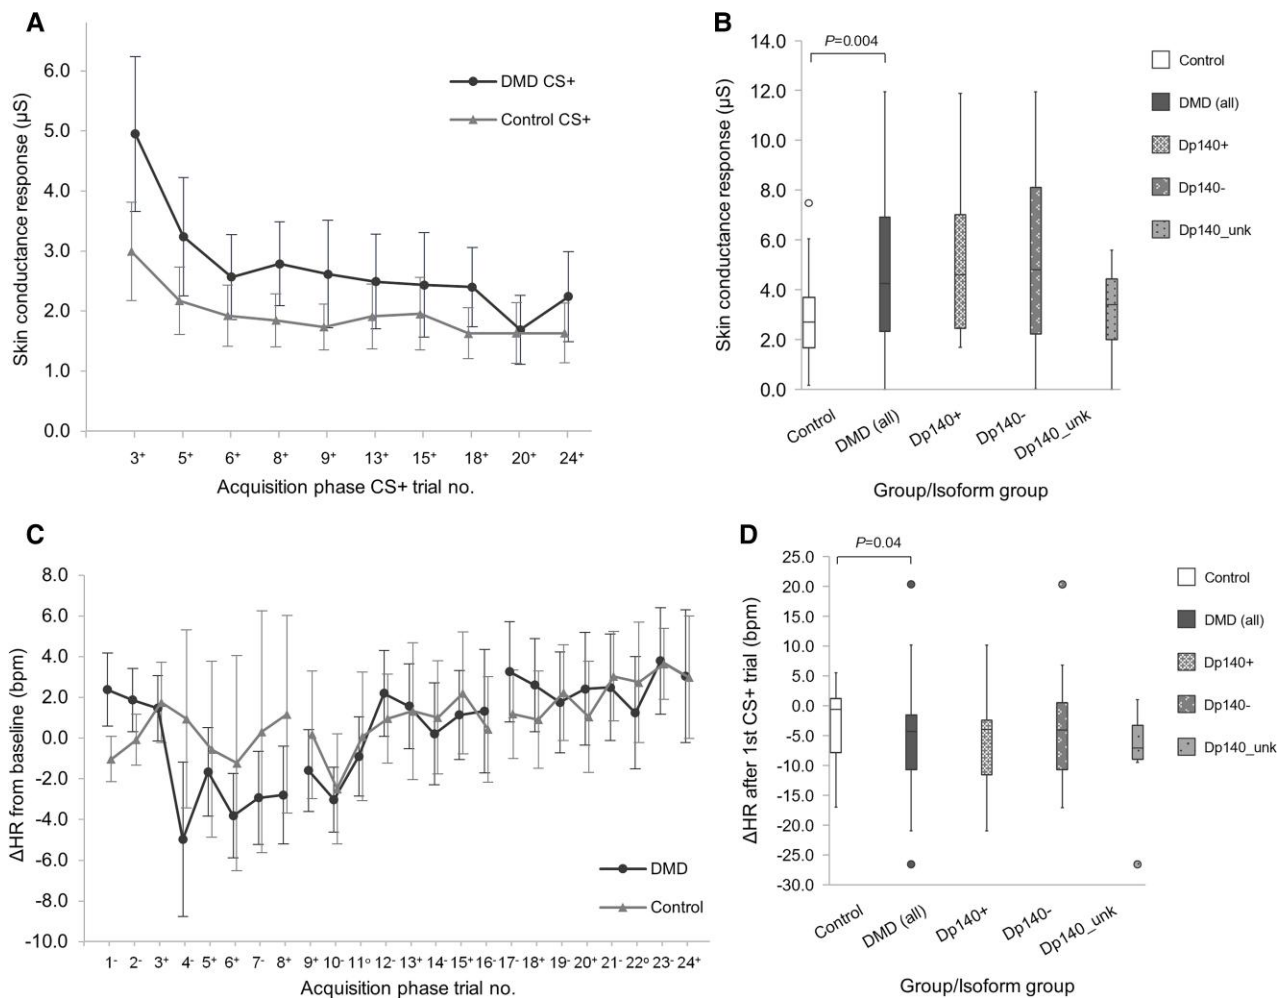 A
Skin conductance response (μS)
6.0
5.0
4.0
3.0
2.0
1.0
0.0
DMD CS+
Control CS+
3⁺ 5⁺ 6⁺ 8⁺ 9⁺ 13⁺ 15⁺ 18⁺ 20⁺ 24⁺
Acquisition phase CS+ trial no.
B
Skin conductance response (μS)
14.0
12.0
10.0
8.0
6.0
4.0
2.0
0.0
P=0.004
Control
DMD (all)
Dp140+
Dp140-
Dp140_unk
Control DMD (all) Dp140+ Dp140- Dp140_unk
Group/Isoform group
C
ΔHR from baseline (bpm)
8.0
6.0
4.0
2.0
0.0
-2.0
-4.0
-6.0
-8.0
-10.0
DMD
Control
1⁻ 2⁻ 3⁺ 4⁺ 5⁺ 6⁺ 7⁻ 8⁺ 9⁺ 10⁻ 11⁰ 12⁻ 13⁺ 14⁻ 15⁺ 16⁻ 17⁻ 18⁺ 19⁻ 20⁺ 21⁻ 22⁰ 23⁻ 24⁺
Acquisition phase trial no.
D
ΔHR after 1st CS+ trial (bpm)
25.0
20.0
15.0
10.0
5.0
0.0
-5.0
-10.0
-15.0
-20.0
-25.0
-30.0
P=0.04
Control
DMD (all)
Dp140+
Dp140-
Dp140_unk
Control DMD (all) Dp140+ Dp140- Dp140_unk
Group/Isoform group